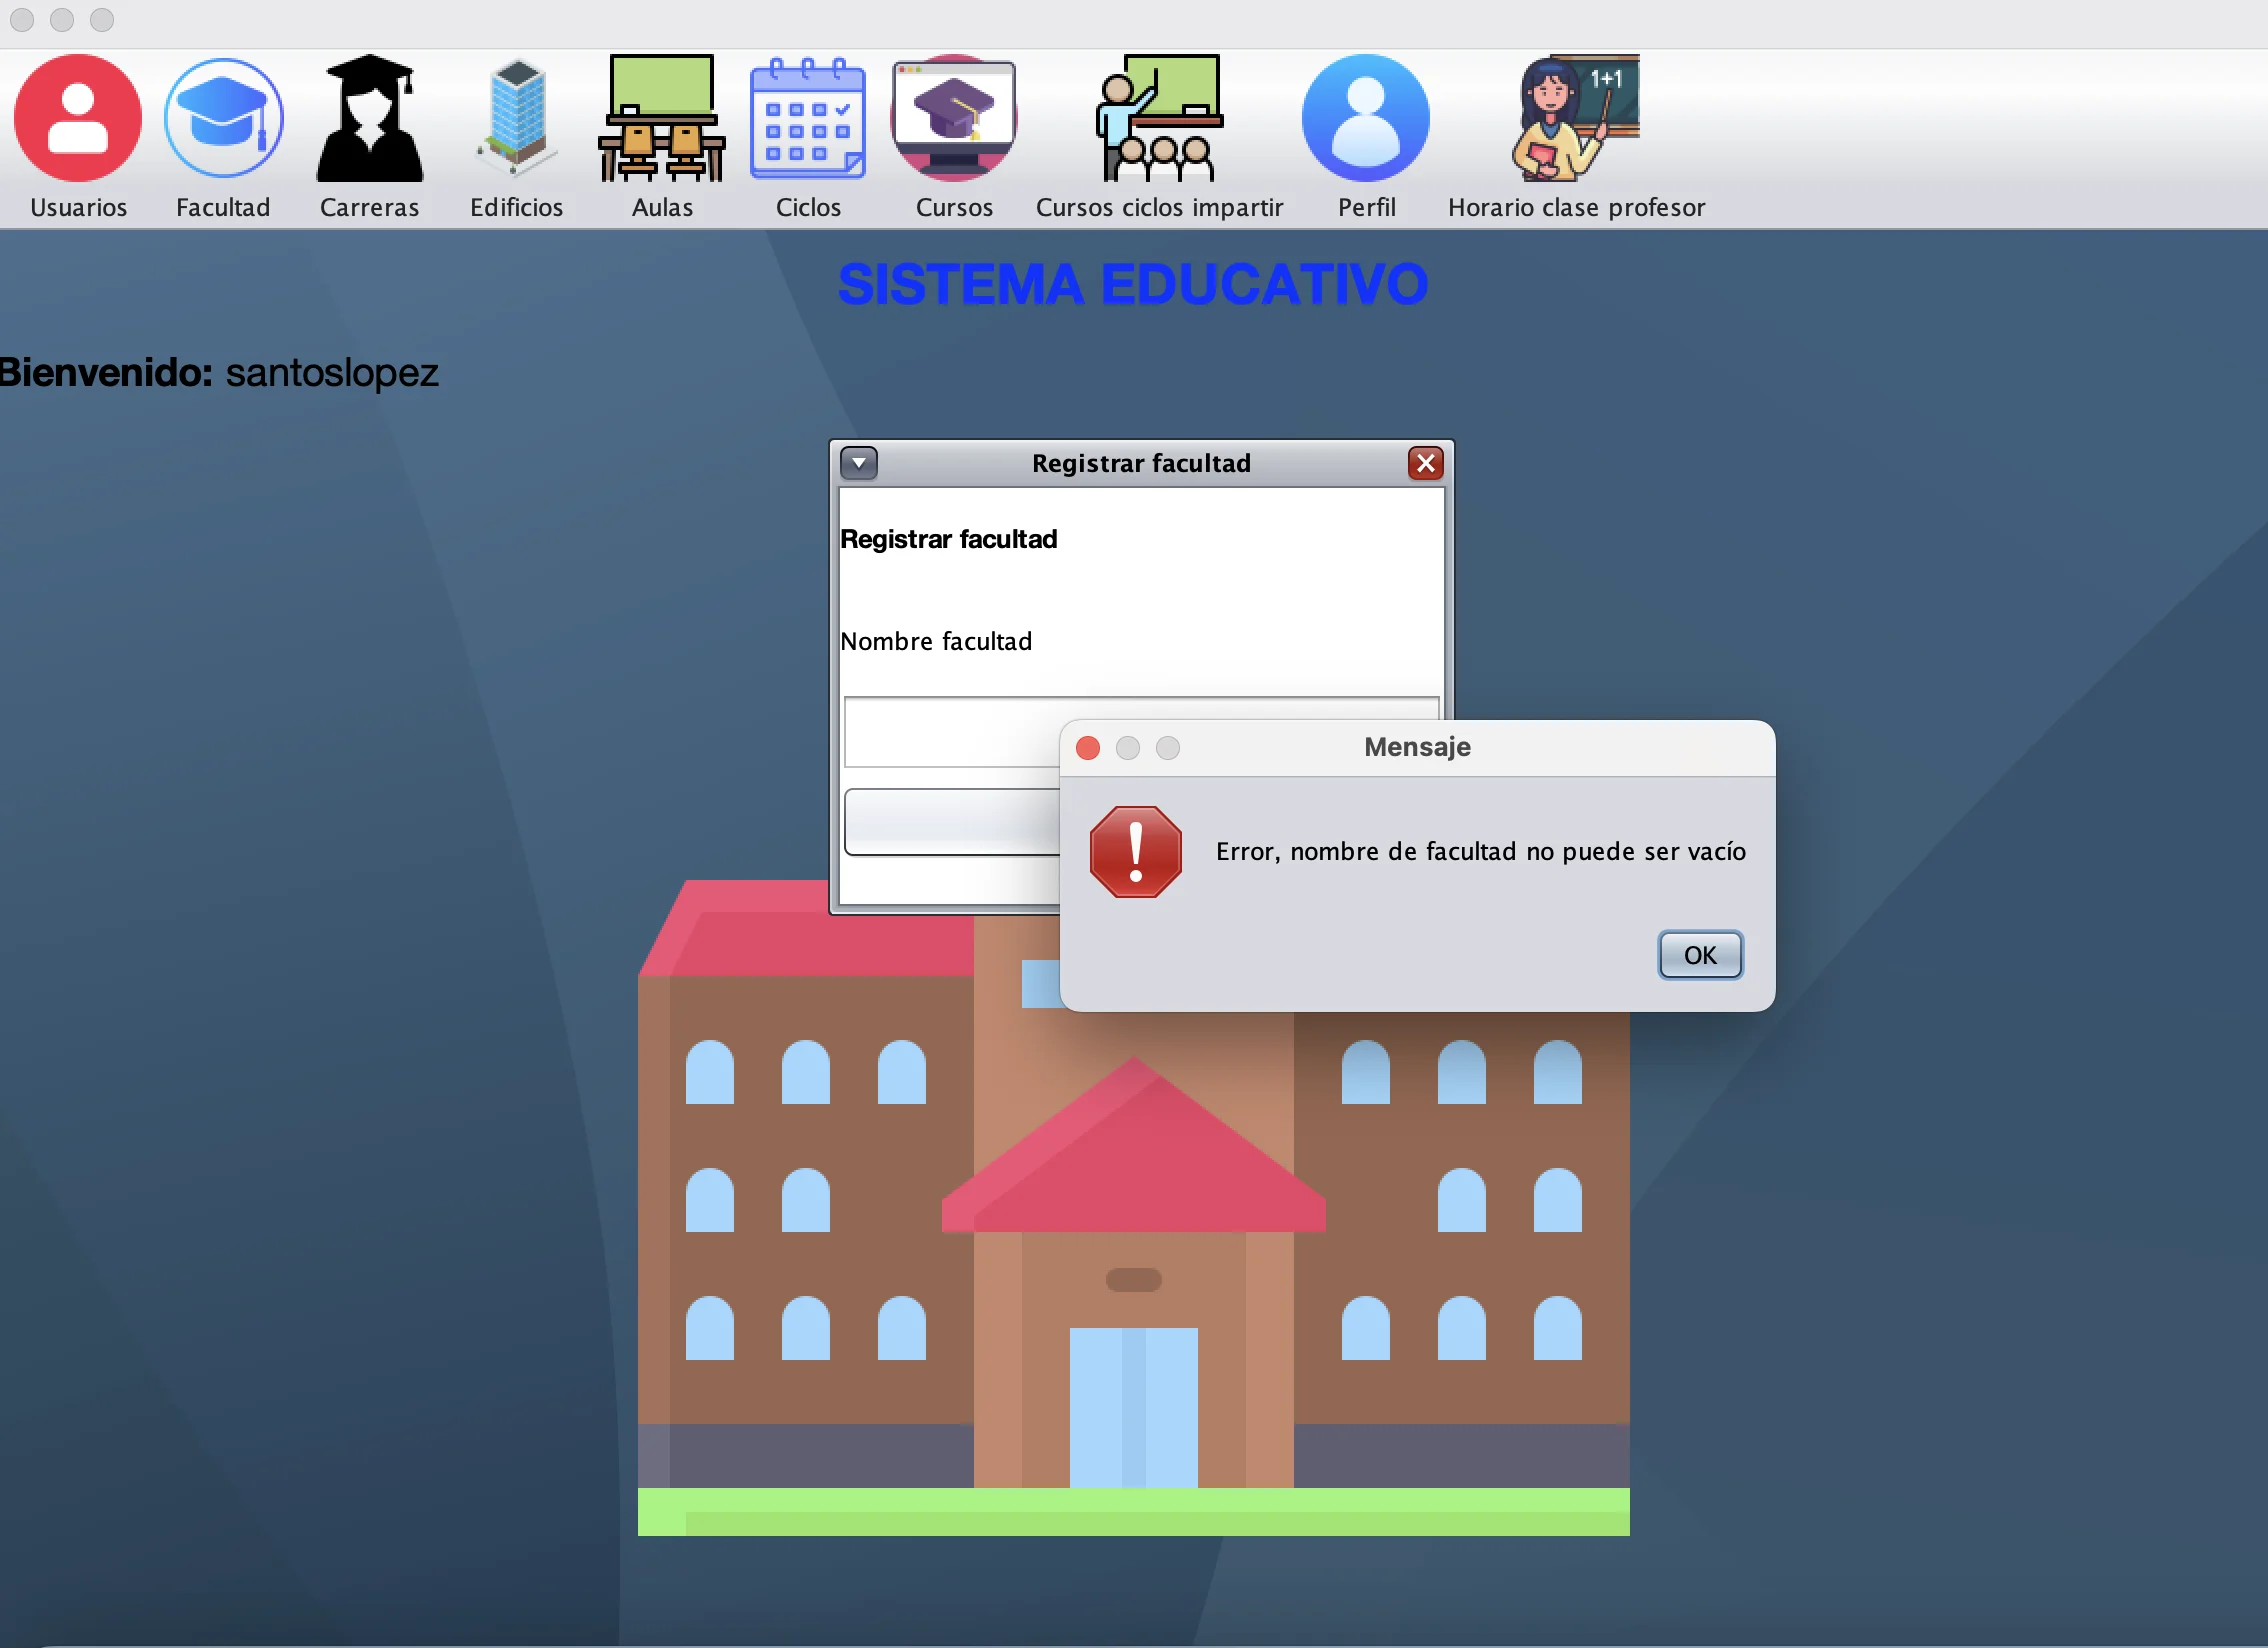 Usuarios
Facultad
Carreras
Edificios
Aulas
Ciclos
Cursos
Cursos ciclos impartir
Perfil
1+1
Horario clase profesor
SISTEMA EDUCATIVO
Bienvenido: santoslopez
Registrar facultad
Registrar facultad
Nombre facultad
Mensaje
Error, nombre de facultad no puede ser vacío
OK